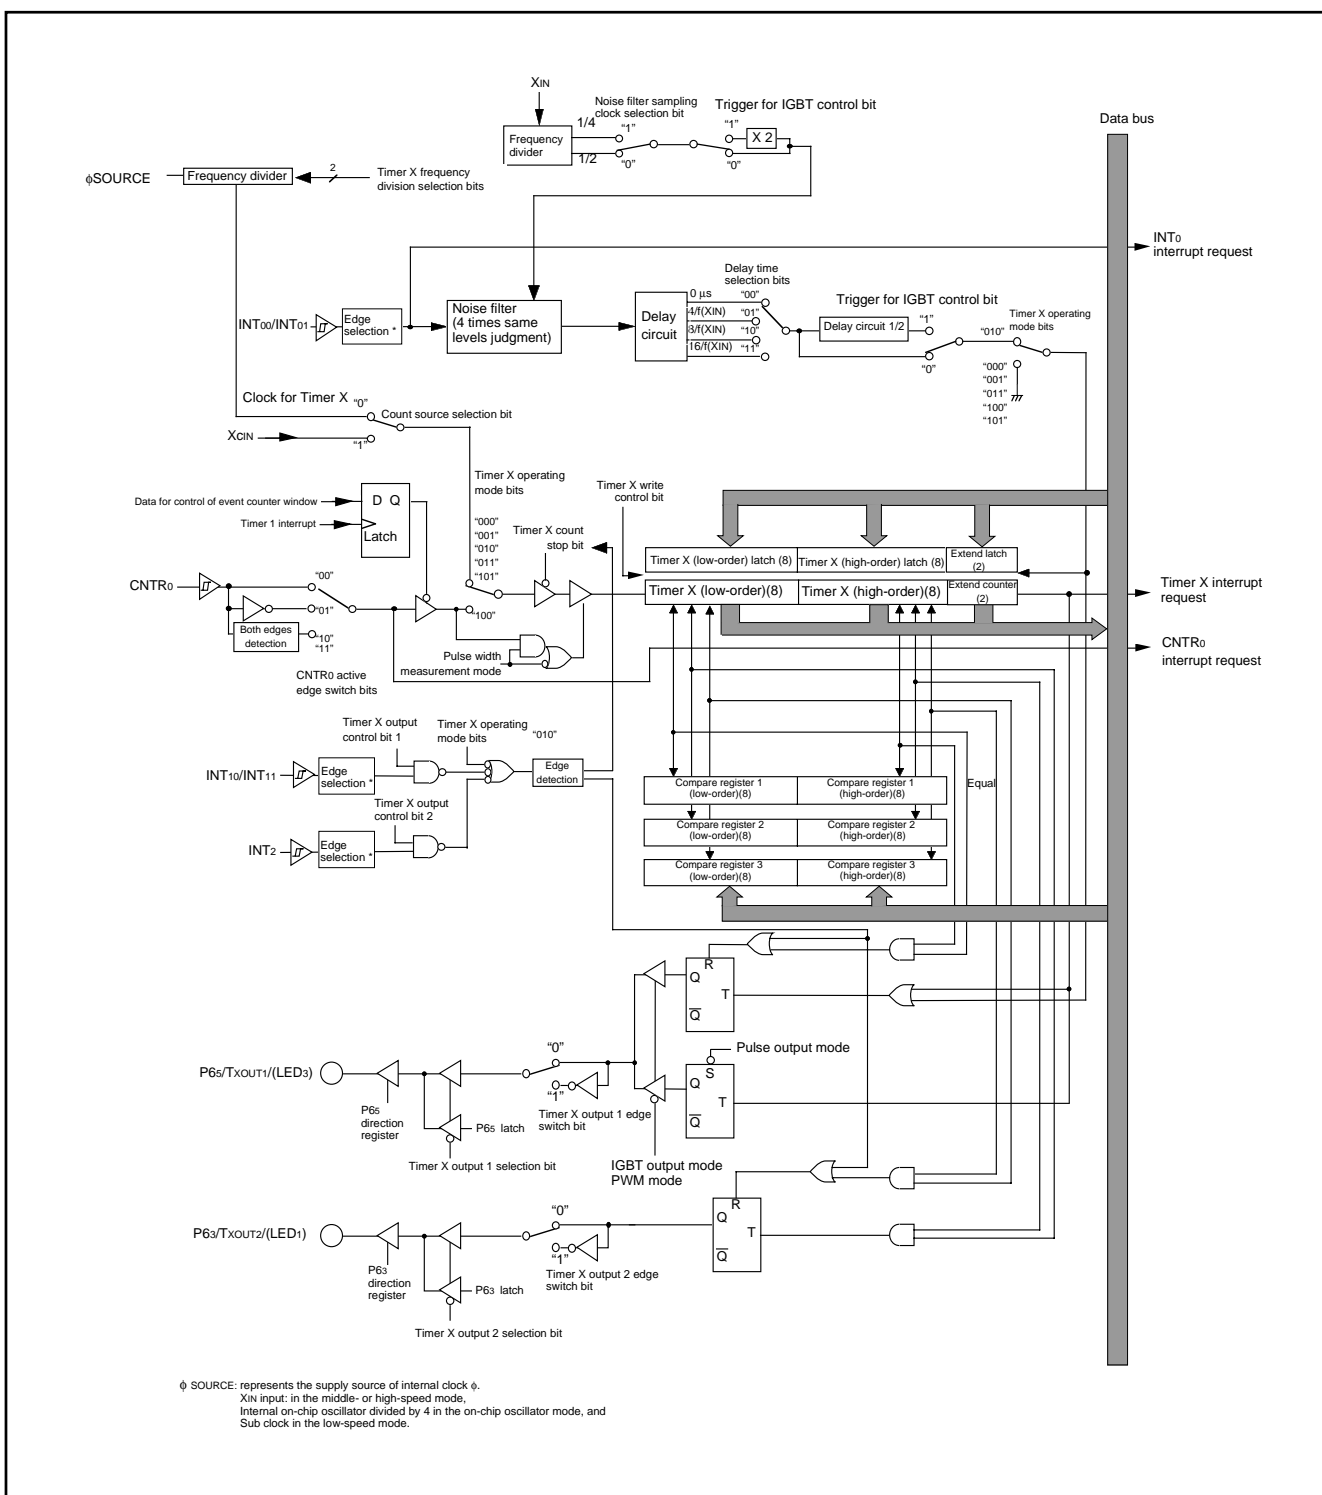 XIN
Noise filter sampling
clock selection bit
Trigger for IGBT control bit
Data bus
1/4
"1"
"1"
X 2
Frequency
divider
1/2
"0"
"0"
φSOURCE
Frequency divider
2
Timer X frequency
division selection bits
INT0
interrupt request
Delay time
selection bits
0 μs
"00"
Trigger for IGBT control bit
INT00/INT01
Edge
selection *
Noise filter
(4 times same
levels judgment)
Delay
circuit
4/f(XIN)
"01"
8/f(XIN)
"10"
16/f(XIN)
"11"
Delay circuit 1/2
"1"
"0"
"010"
Timer X operating
mode bits
"000"
"001"
"011"
"100"
"101"
Clock for Timer X
"0"
Count source selection bit
XCIN
"1"
Timer X operating
mode bits
Timer X write
control bit
Data for control of event counter window
D Q
Timer 1 interrupt
Latch
"000"
"001"
"010"
"011"
"101"
Timer X count
stop bit
Timer X (low-order) latch (8)
Timer X (high-order) latch (8)
Extend latch
(2)
CNTR0
"00"
"01"
Both edges
detection
"10"
"11"
"100"
Timer X (low-order)(8)
Timer X (high-order)(8)
Extend counter
(2)
Timer X interrupt
request
Pulse width
measurement mode
CNTR0
interrupt request
CNTR0 active
edge switch bits
Timer X output
control bit 1
Timer X operating
mode bits
"010"
INT10/INT11
Edge
selection *
Edge
detection
Compare register 1
(low-order)(8)
Compare register 1
(high-order)(8)
Equal
Timer X output
control bit 2
Compare register 2
(low-order)(8)
Compare register 2
(high-order)(8)
INT2
Edge
selection *
Compare register 3
(low-order)(8)
Compare register 3
(high-order)(8)
R
Q
T
Q
Pulse output mode
S
Q
T
Q
P65/TXOUT1/(LED3)
"0"
"1"
Timer X output 1 edge
switch bit
P65
direction
register
P65 latch
Timer X output 1 selection bit
IGBT output mode
PWM mode
R
Q
T
Q
P63/TXOUT2/(LED1)
"0"
"1"
Timer X output 2 edge
switch bit
P63
direction
register
P63 latch
Timer X output 2 selection bit
φ SOURCE: represents the supply source of internal clock φ.
XIN input: in the middle- or high-speed mode,
Internal on-chip oscillator divided by 4 in the on-chip oscillator mode, and
Sub clock in the low-speed mode.